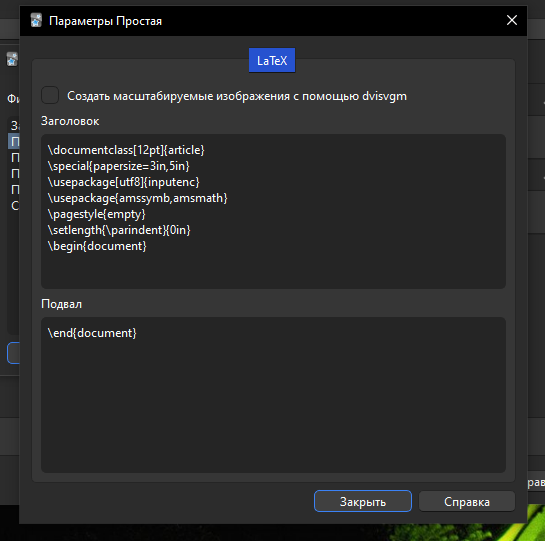 Параметры Простая
LaTeX
Создать масштабируемые изображения с помощью dvisvgm
Заголовок
\documentclass[12pt]{article}
\special{papersize=3in,5in}
\usepackage[utf8]{inputenc}
\usepackage{amssymb,amsmath}
\pagestyle{empty}
\setlength{\parindent}{0in}
\begin{document}
Подвал
\end{document}
Закрыть
Справка